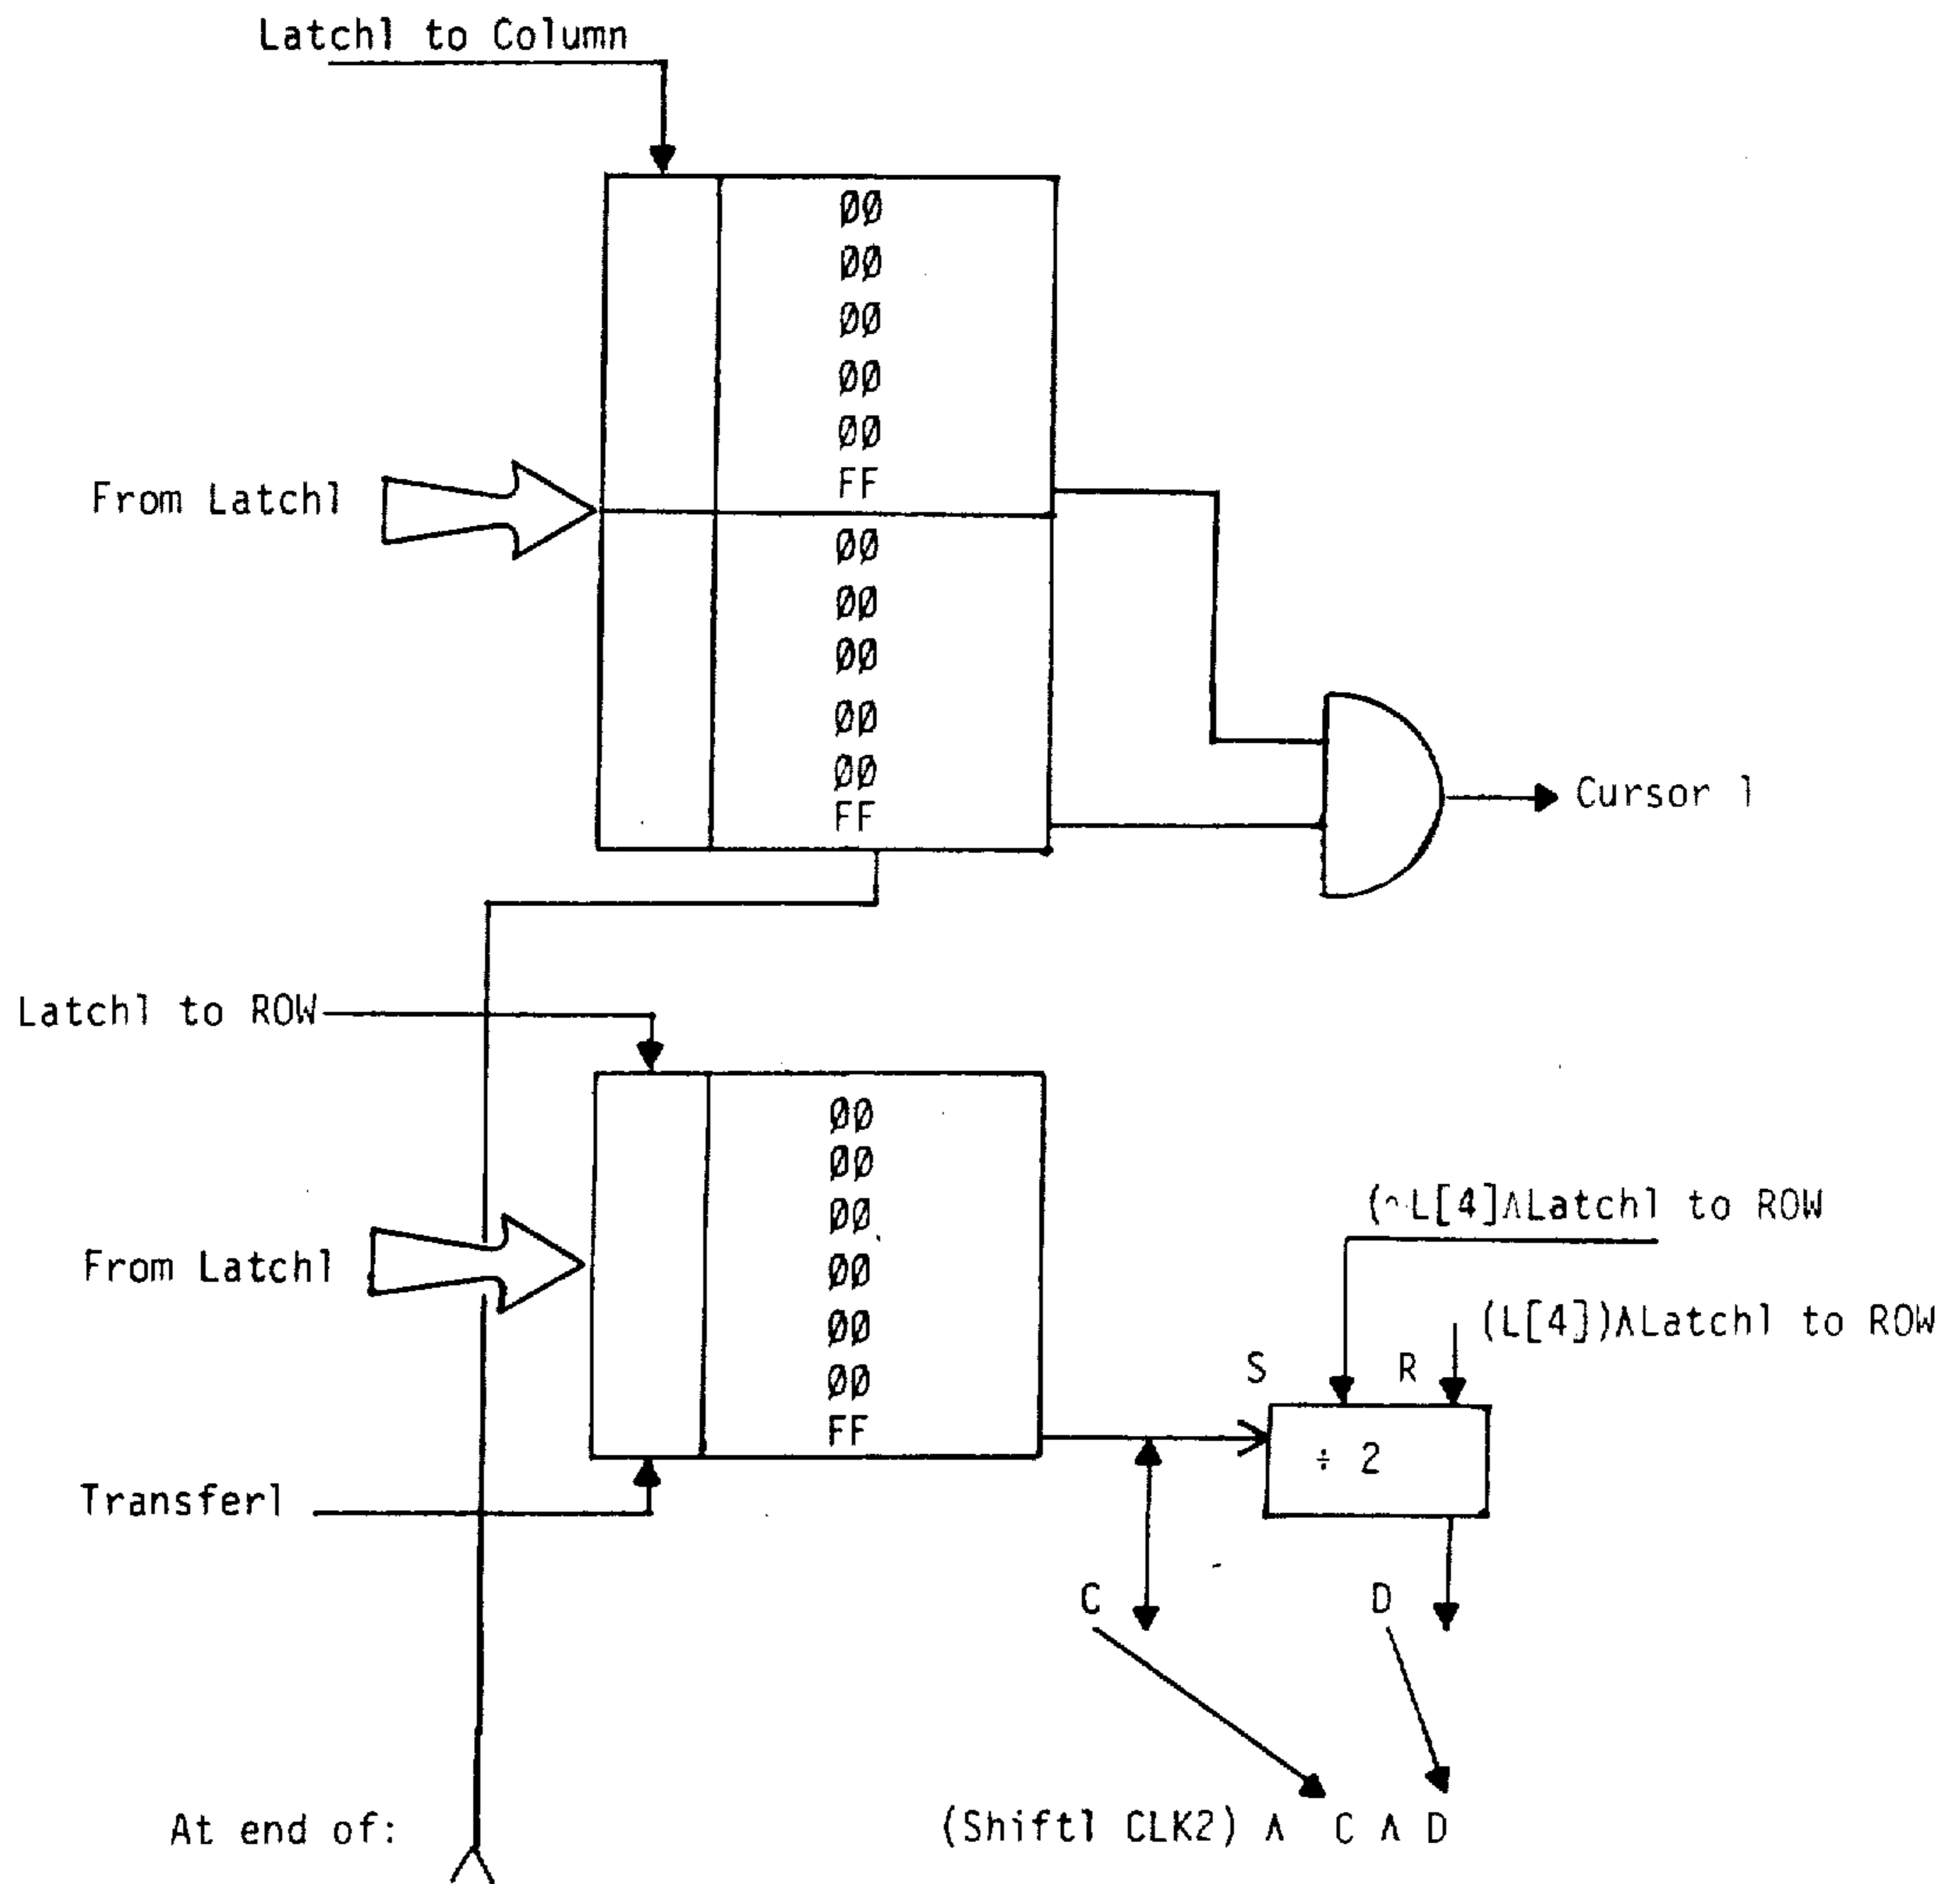 Latch1 to Column
ØØ
ØØ
ØØ
ØØ
ØØ
FF
From Latch1
ØØ
ØØ
ØØ
ØØ
ØØ
FF
Cursor 1
Latch1 to ROW
ØØ
ØØ
ØØ
ØØ
ØØ
ØØ
FF
From Latch1
(~L[4]ΛLatch1 to ROW
(L[4])ΛLatch1 to ROW
S
R
÷ 2
Transfer1
C
D
At end of:
(Shift1 CLK2) Λ C Λ D